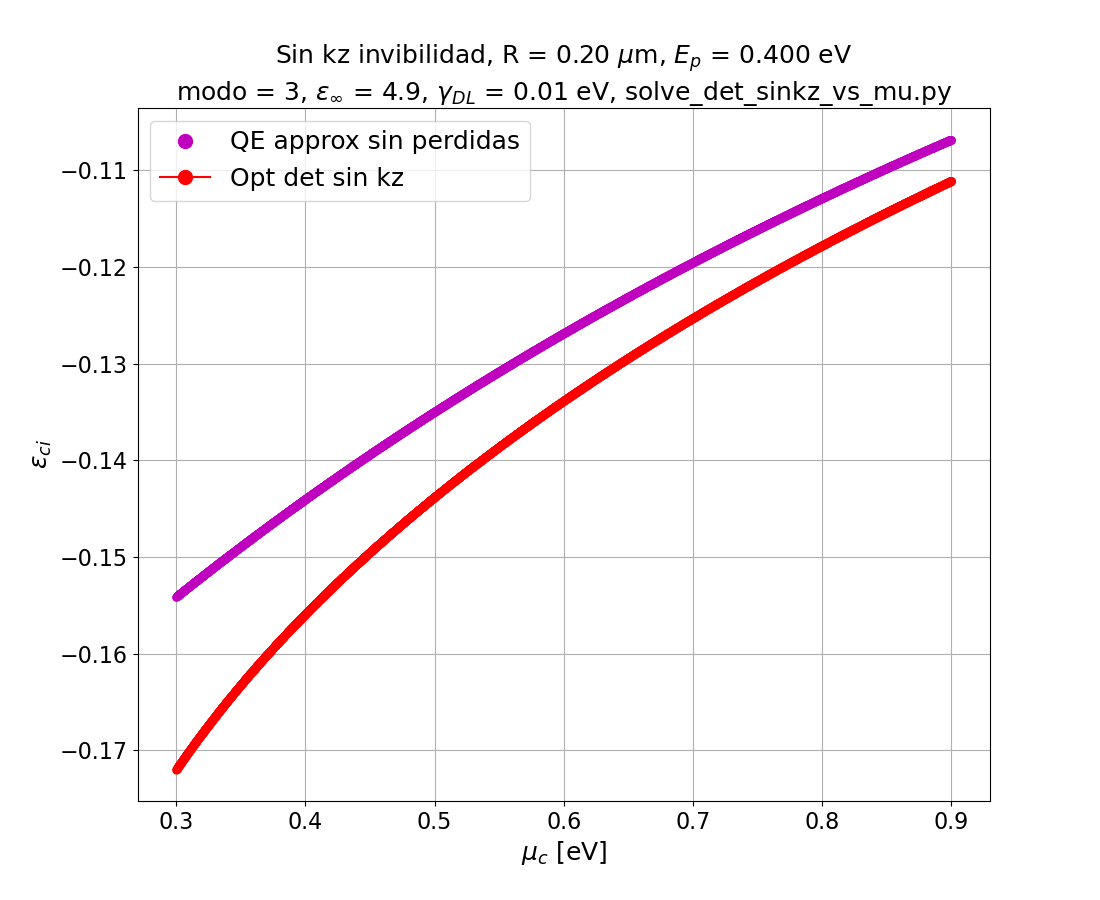 Sin kz invibilidad, R = 0.20 μm, E_p = 0.400 eV
modo = 3, ε_∞ = 4.9, γ_DL = 0.01 eV, solve_det_sinkz_vs_mu.py
QE approx sin perdidas
Opt det sin kz
−0.11
−0.12
−0.13
−0.14
−0.15
−0.16
−0.17
ε_ci
0.3 0.4 0.5 0.6 0.7 0.8 0.9
μ_c [eV]